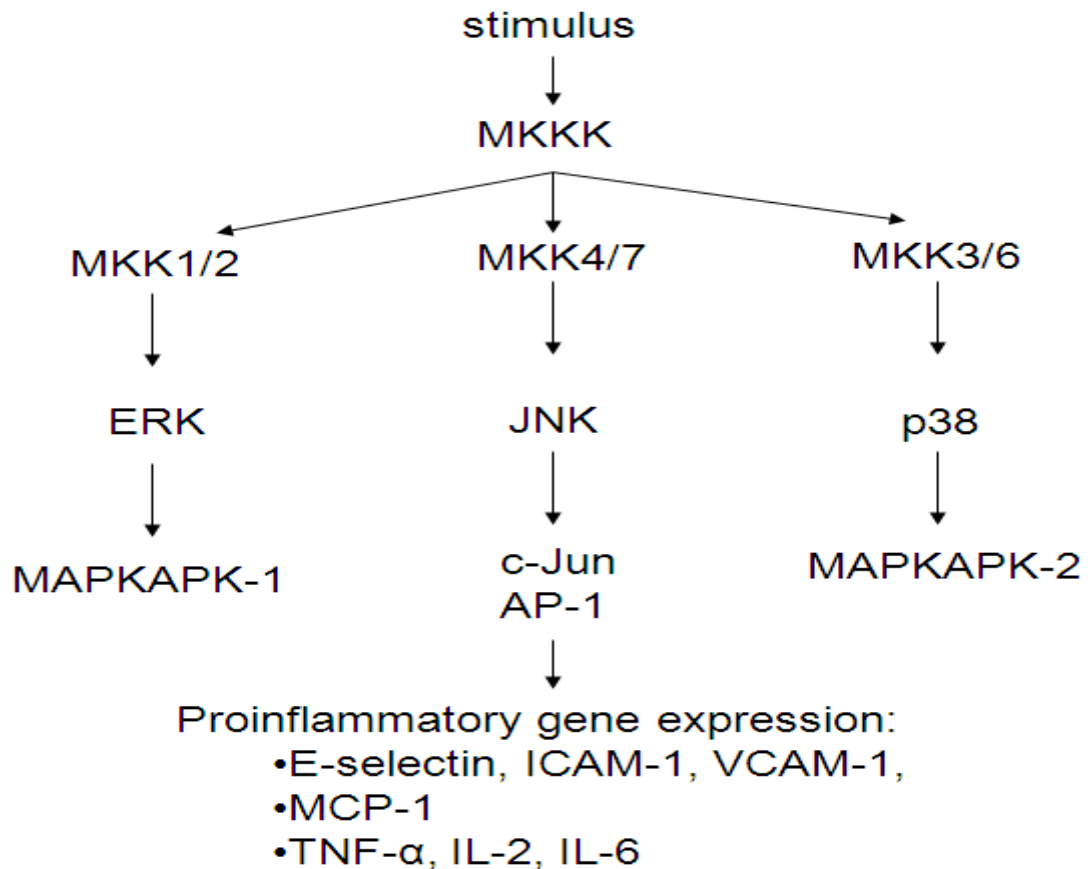 stimulus
MKKK
MKK1/2 MKK4/7 MKK3/6
ERK JNK p38
MAPKAPK-1 c-Jun MAPKAPK-2
AP-1
Proinflammatory gene expression:
•E-selectin, ICAM-1, VCAM-1,
•MCP-1
•TNF-α, IL-2, IL-6